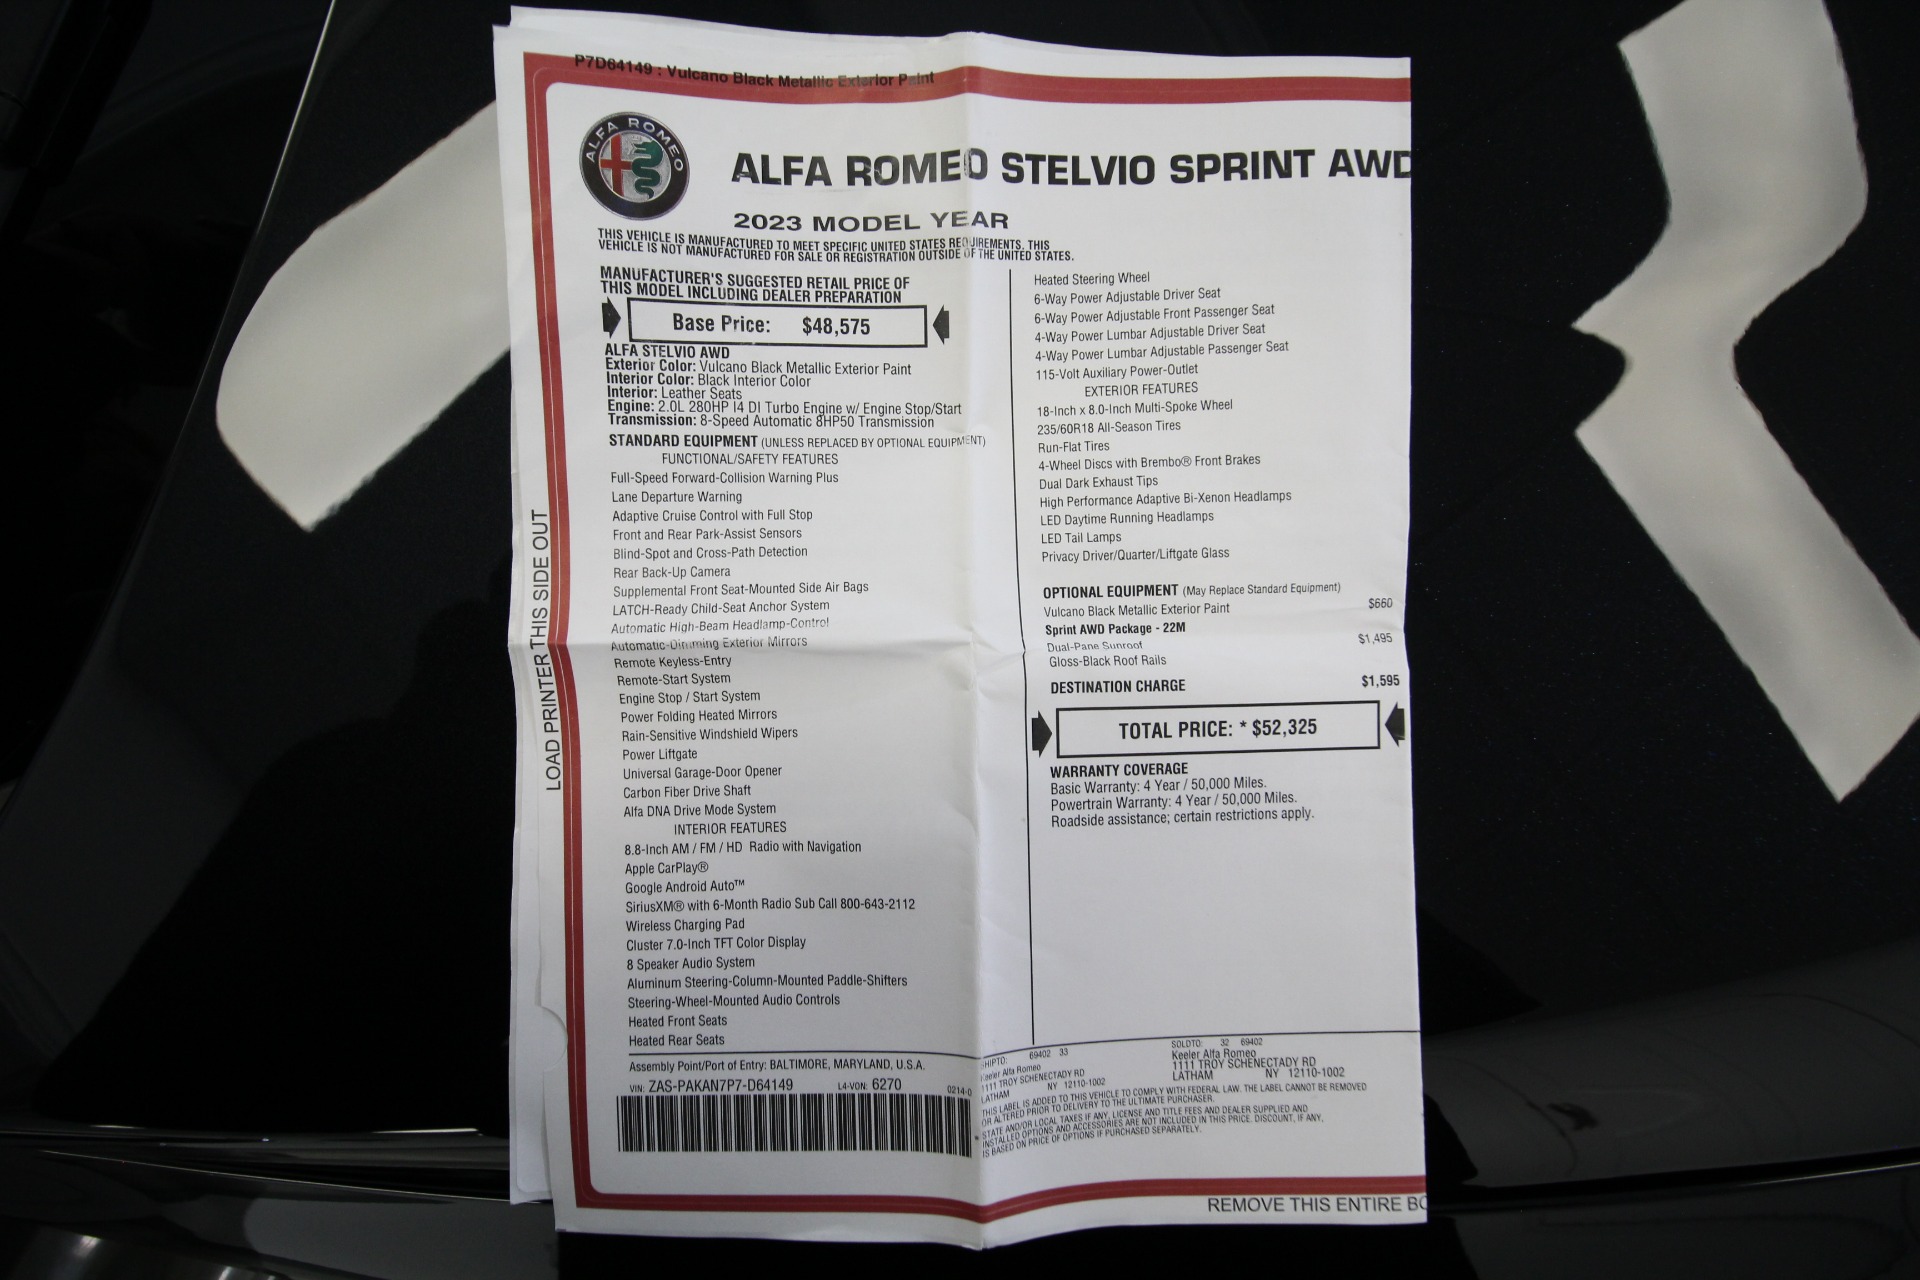 P7D64149 : Vulcano Black Metallic Exterior Paint
ALFA ROMEO
ALFA ROMEO STELVIO SPRINT AWD
2023 MODEL YEAR
THIS VEHICLE IS MANUFACTURED TO MEET SPECIFIC UNITED STATES REQUIREMENTS. THIS
VEHICLE IS NOT MANUFACTURED FOR SALE OR REGISTRATION OUTSIDE OF THE UNITED STATES.
MANUFACTURER'S SUGGESTED RETAIL PRICE OF
THIS MODEL INCLUDING DEALER PREPARATION
Base Price: $48,575
ALFA STELVIO AWD
Exterior Color: Vulcano Black Metallic Exterior Paint
Interior Color: Black Interior Color
Interior: Leather Seats
Engine: 2.0L 280HP I4 DI Turbo Engine w/ Engine Stop/Start
Transmission: 8-Speed Automatic 8HP50 Transmission
STANDARD EQUIPMENT (UNLESS REPLACED BY OPTIONAL EQUIPMENT)
FUNCTIONAL/SAFETY FEATURES
Full-Speed Forward-Collision Warning Plus
Lane Departure Warning
Adaptive Cruise Control with Full Stop
Front and Rear Park-Assist Sensors
Blind-Spot and Cross-Path Detection
Rear Back-Up Camera
Supplemental Front Seat-Mounted Side Air Bags
LATCH-Ready Child-Seat Anchor System
Automatic High-Beam Headlamp-Control
Automatic-Dimming Exterior Mirrors
Remote Keyless-Entry
Remote-Start System
Engine Stop / Start System
Power Folding Heated Mirrors
Rain-Sensitive Windshield Wipers
Power Liftgate
Universal Garage-Door Opener
Carbon Fiber Drive Shaft
Alfa DNA Drive Mode System
INTERIOR FEATURES
8.8-Inch AM / FM / HD Radio with Navigation
Apple CarPlay®
Google Android Auto™
SiriusXM® with 6-Month Radio Sub Call 800-643-2112
Wireless Charging Pad
Cluster 7.0-Inch TFT Color Display
8 Speaker Audio System
Aluminum Steering-Column-Mounted Paddle-Shifters
Steering-Wheel-Mounted Audio Controls
Heated Front Seats
Heated Rear Seats
Heated Steering Wheel
6-Way Power Adjustable Driver Seat
6-Way Power Adjustable Front Passenger Seat
4-Way Power Lumbar Adjustable Driver Seat
4-Way Power Lumbar Adjustable Passenger Seat
115-Volt Auxiliary Power-Outlet
EXTERIOR FEATURES
18-Inch x 8.0-Inch Multi-Spoke Wheel
235/60R18 All-Season Tires
Run-Flat Tires
4-Wheel Discs with Brembo® Front Brakes
Dual Dark Exhaust Tips
High Performance Adaptive Bi-Xenon Headlamps
LED Daytime Running Headlamps
LED Tail Lamps
Privacy Driver/Quarter/Liftgate Glass
OPTIONAL EQUIPMENT (May Replace Standard Equipment)
Vulcano Black Metallic Exterior Paint $660
Sprint AWD Package - 22M $1,495
Dual-Pane Sunroof
Gloss-Black Roof Rails
DESTINATION CHARGE $1,595
TOTAL PRICE: * $52,325
WARRANTY COVERAGE
Basic Warranty: 4 Year / 50,000 Miles.
Powertrain Warranty: 4 Year / 50,000 Miles.
Roadside assistance; certain restrictions apply.
LOAD PRINTER THIS SIDE OUT
Assembly Point/Port of Entry: BALTIMORE, MARYLAND, U.S.A.
VIN: ZAS-PAKAN7P7-D64149 L4-VON: 6270 0214-0
SHIPTO: 69402 33
Keeler Alfa Romeo
1111 TROY SCHENECTADY RD
LATHAM NY 12110-1002
SOLDTO: 32 69402
Keeler Alfa Romeo
1111 TROY SCHENECTADY RD
LATHAM NY 12110-1002
THIS LABEL IS ADDED TO THIS VEHICLE TO COMPLY WITH FEDERAL LAW. THE LABEL CANNOT BE REMOVED
OR ALTERED PRIOR TO DELIVERY TO THE ULTIMATE PURCHASER.
* STATE AND/OR LOCAL TAXES IF ANY, LICENSE AND TITLE FEES AND DEALER SUPPLIED AND
INSTALLED OPTIONS AND ACCESSORIES ARE NOT INCLUDED IN THIS PRICE. DISCOUNT, IF ANY,
IS BASED ON PRICE OF OPTIONS IF PURCHASED SEPARATELY.
REMOVE THIS ENTIRE BO